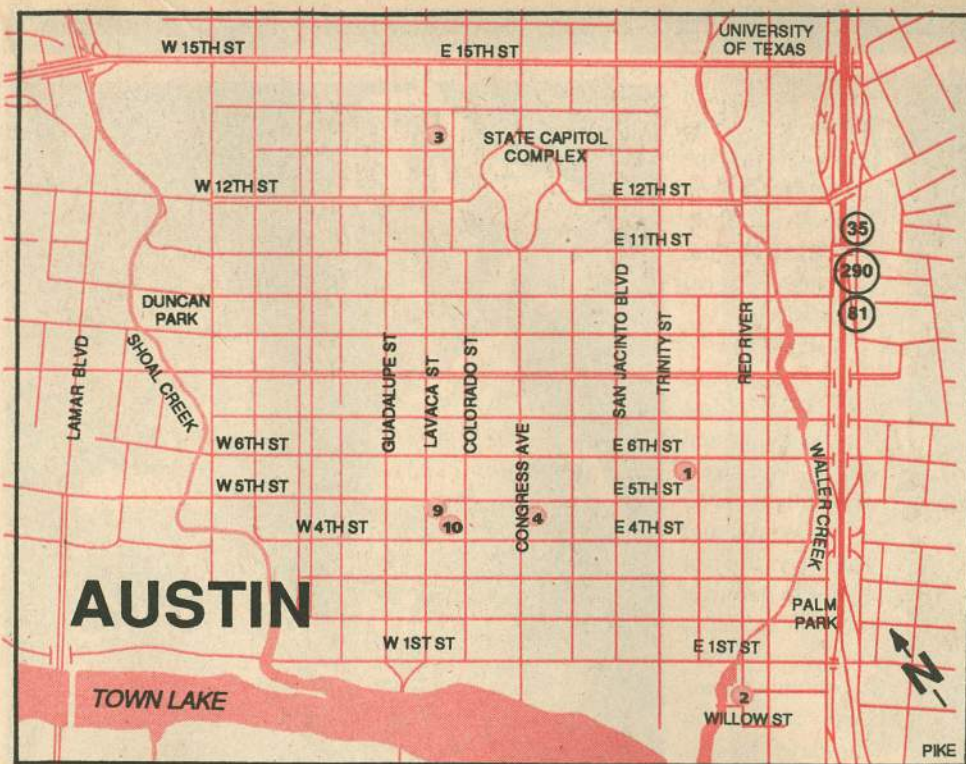 W 15TH ST
E 15TH ST
UNIVERSITY
OF TEXAS
3
STATE CAPITOL
COMPLEX
W 12TH ST
E 12TH ST
E 11TH ST
35
290
81
DUNCAN
PARK
SHOAL CREEK
LAMAR BLVD
GUADALUPE ST
LAVACA ST
COLORADO ST
CONGRESS AVE
SAN JACINTO BLVD
TRINITY ST
RED RIVER
W 6TH ST
E 6TH ST
1
W 5TH ST
E 5TH ST
9
10
4
W 4TH ST
E 4TH ST
WALLER CREEK
AUSTIN
PALM
PARK
W 1ST ST
E 1ST ST
N
TOWN LAKE
2
WILLOW ST
PIKE